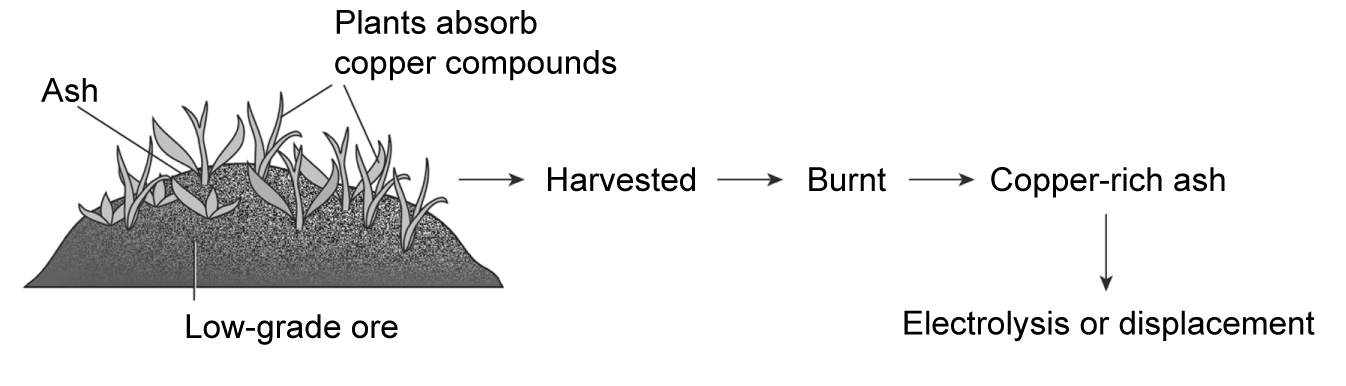 Plants absorb
copper compounds
Ash
Harvested
Burnt
Copper-rich ash
Low-grade ore
Electrolysis or displacement